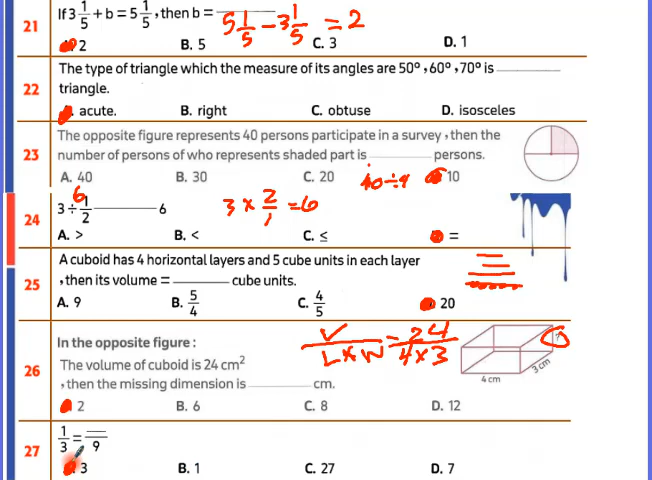 21 If 3 1/5 + b = 5 1/5 , then b = ________ 5 1/5 - 3 1/5 = 2
2 B. 5 C. 3 D. 1
22 The type of triangle which the measure of its angles are 50° , 60° , 70° is ________
triangle.
acute. B. right C. obtuse D. isosceles
23 The opposite figure represents 40 persons participate in a survey , then the
number of persons of who represents shaded part is ________ persons.
A. 40 B. 30 C. 20 40 ÷ 4 10
24 3 ÷ 1/2 ________ 6 6 3 × 2/1 = 6
A. > B. < C. ≤ =
25 A cuboid has 4 horizontal layers and 5 cube units in each layer
, then its volume = ________ cube units.
A. 9 B. 5/4 C. 4/5 20
26 In the opposite figure : V / L × W = 24 / 4 × 3
The volume of cuboid is 24 cm²
, then the missing dimension is ________ cm.
4 cm 3 cm ?
2 B. 6 C. 8 D. 12
27 1/3 = __/9
3 B. 1 C. 27 D. 7